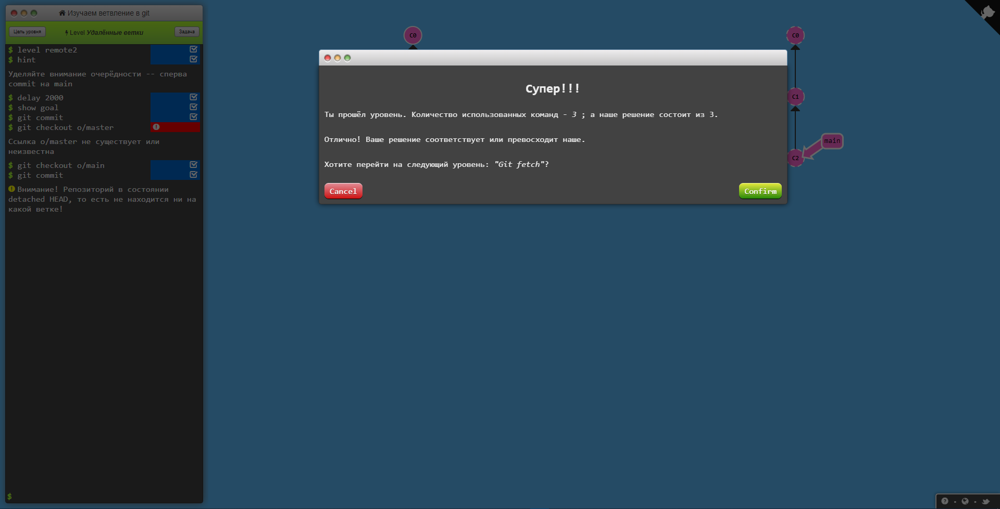 Изучаем ветвление в git
Цель уровня
Level Удалённые ветки
Задача
$ level remote2
$ hint
Уделяйте внимание очерёдности -- сперва
commit на main
$ delay 2000
$ show goal
$ git commit
$ git checkout o/master
Ссылка o/master не существует или
неизвестна
$ git checkout o/main
$ git commit
Внимание! Репозиторий в состоянии
detached HEAD, то есть не находится ни на
какой ветке!
$
C0
Супер!!!
Ты прошёл уровень. Количество использованных команд - 3 ; а наше решение состоит из 3.
Отлично! Ваше решение соответствует или превосходит наше.
Хотите перейти на следующий уровень: "Git fetch"?
Cancel
Confirm
C0
C1
main
C2